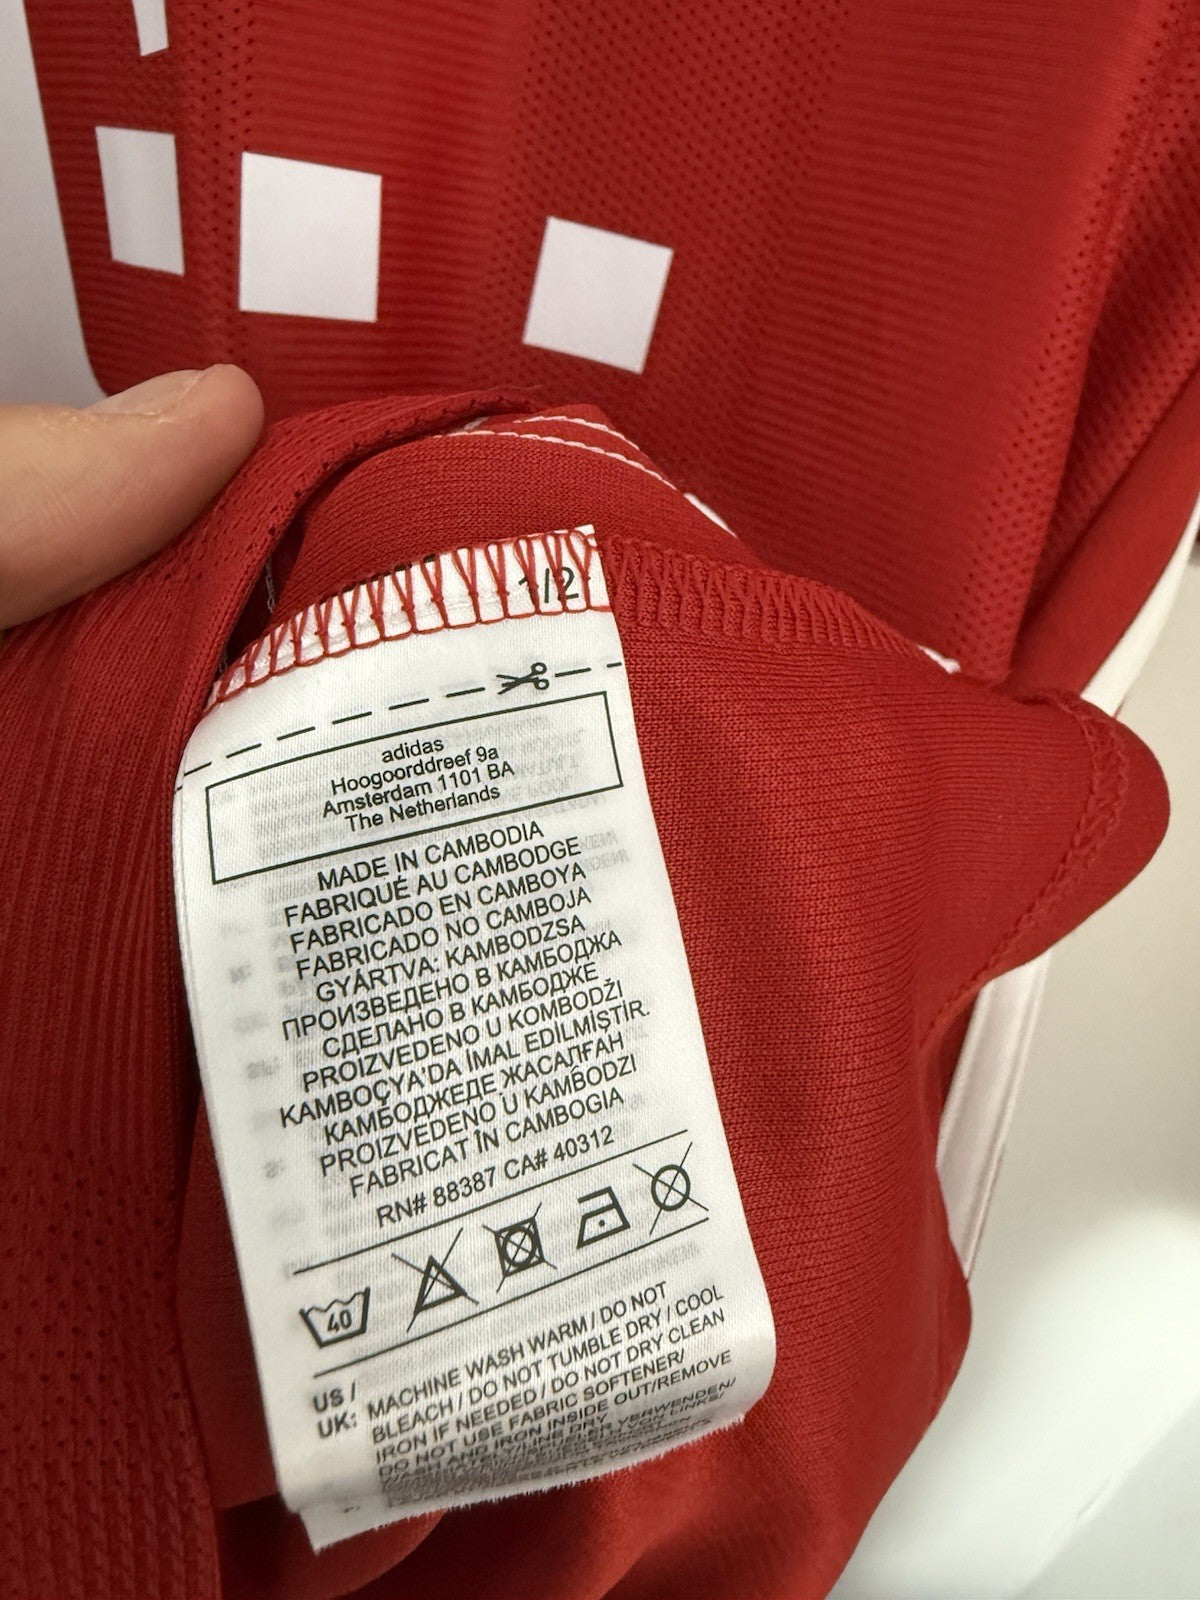 1/2
adidas
Hoogoorddreef 9a
Amsterdam 1101 BA
The Netherlands
MADE IN CAMBODIA
FABRIQUÉ AU CAMBODGE
FABRICADO EN CAMBOYA
FABRICADO NO CAMBOJA
GYÁRTVA: KAMBODZSA
ПРОИЗВЕДЕНО В КАМБОДЖА
СДЕЛАНО В КАМБОДЖЕ
PROIZVEDENO U KOMBODŽI
KAMBOÇYA'DA İMAL EDİLMİŞTİR.
КАМБОДЖЕДЕ ЖАСАЛҒАН
PROIZVEDENO U KAMBODZI
FABRICAT ÎN CAMBOGIA
RN# 88387 CA# 40312
40
US / UK: MACHINE WASH WARM / DO NOT
BLEACH / DO NOT TUMBLE DRY / COOL
IRON IF NEEDED / DO NOT DRY CLEAN
DO NOT USE FABRIC SOFTENER/
WASH AND IRON INSIDE OUT/REMOVE